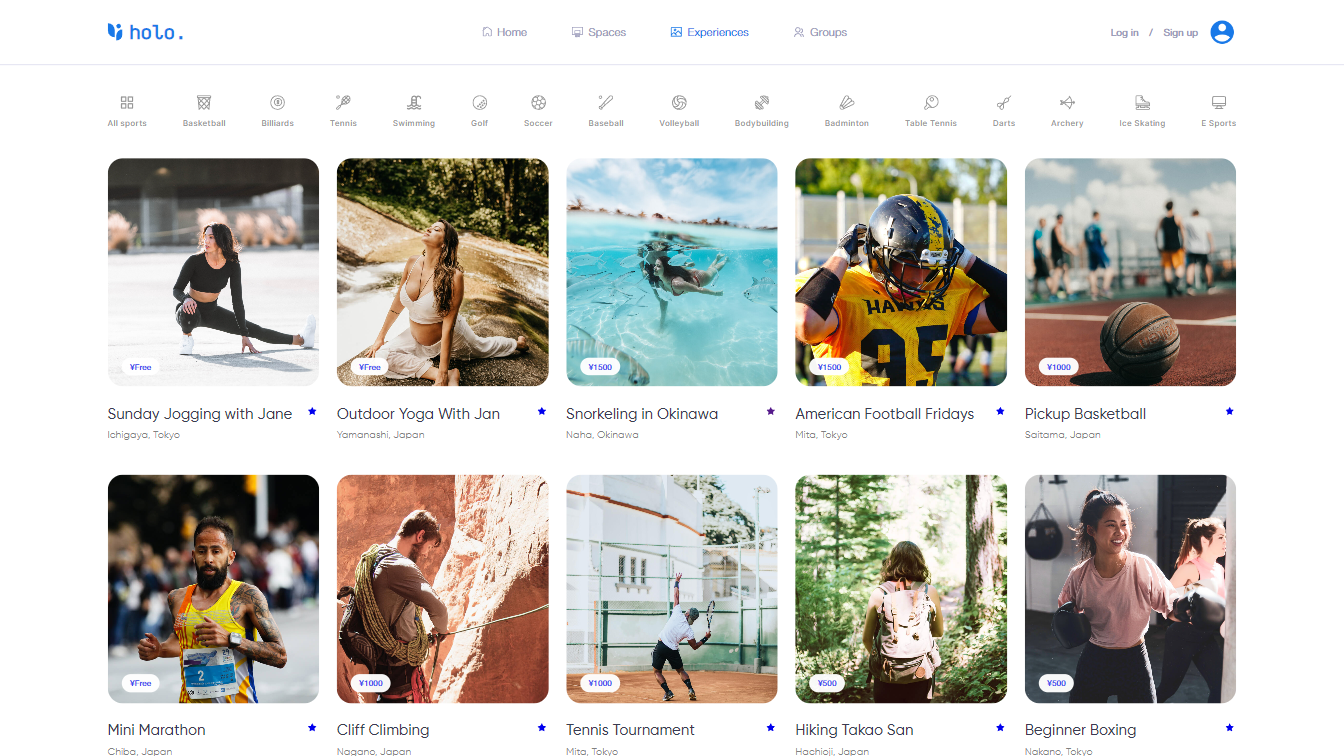 holo.
Home
Spaces
Experiences
Groups
Log in / Sign up
All sports
Basketball
Billiards
Tennis
Swimming
Golf
Soccer
Baseball
Volleyball
Bodybuilding
Badminton
Table Tennis
Darts
Archery
Ice Skating
E Sports
¥Free
¥Free
¥1500
HAWKS
95
¥1500
¥1000
Sunday Jogging with Jane
Outdoor Yoga With Jan
Snorkeling in Okinawa
American Football Fridays
Pickup Basketball
Ichigaya, Tokyo
Yamanashi, Japan
Naha, Okinawa
Mita, Tokyo
Saitama, Japan
2
¥Free
¥1000
¥1000
¥500
¥500
Mini Marathon
Cliff Climbing
Tennis Tournament
Hiking Takao San
Beginner Boxing
Chiba, Japan
Nagano, Japan
Mita, Tokyo
Hachioji, Japan
Nakano, Tokyo